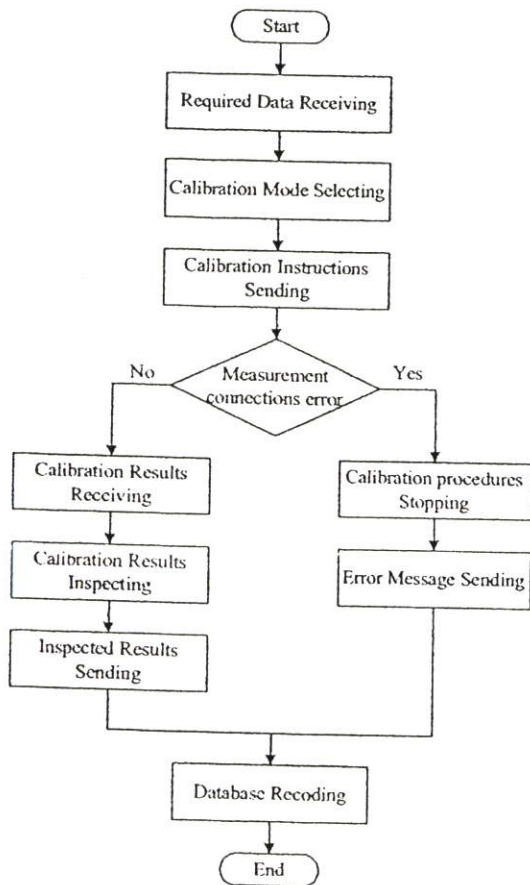 Start
Required Data Receiving
Calibration Mode Selecting
Calibration Instructions
Sending
Measurement
connections error
No
Yes
Calibration Results
Receiving
Calibration Results
Inspecting
Inspected Results
Sending
Calibration procedures
Stopping
Error Message Sending
Database Recoding
End